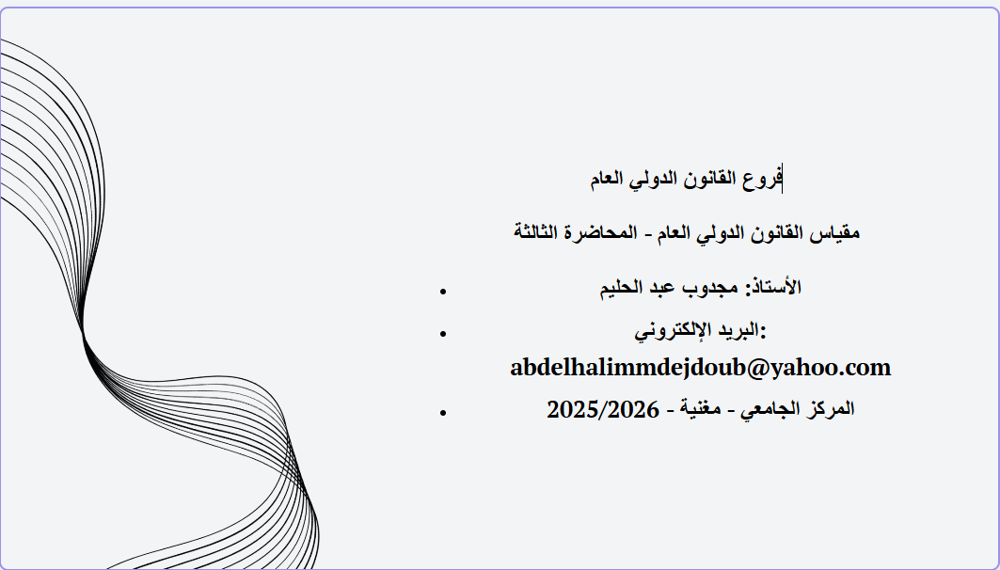 فروع القانون الدولي العام
مقياس القانون الدولي العام - المحاضرة الثالثة
• الأستاذ: مجدوب عبد الحليم
• البريد الإلكتروني:
abdelhalimmdejdoub@yahoo.com
• المركز الجامعي - مغنية - 2025/2026